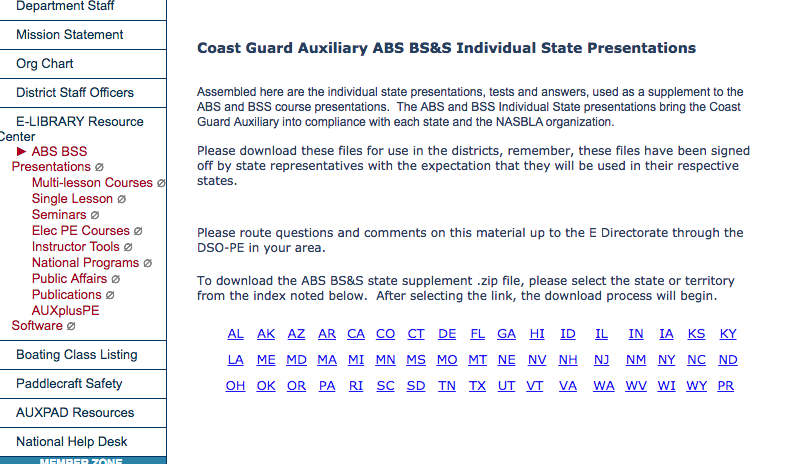 Department Staff
Mission Statement
Org Chart
District Staff Officers
E-LIBRARY Resource
Center
ABS BSS
Presentations
Multi-lesson Courses
Single Lesson
Seminars
Elec PE Courses
Instructor Tools
National Programs
Public Affairs
Publications
AUXplusPE
Software
Boating Class Listing
Paddlecraft Safety
AUXPAD Resources
National Help Desk
MEMBER ZONE
Coast Guard Auxiliary ABS BS&S Individual State Presentations
Assembled here are the individual state presentations, tests and answers, used as a supplement to the
ABS and BSS course presentations.  The ABS and BSS Individual State presentations bring the Coast
Guard Auxiliary into compliance with each state and the NASBLA organization.
Please download these files for use in the districts, remember, these files have been signed
off by state representatives with the expectation that they will be used in their respective
states.
Please route questions and comments on this material up to the E Directorate through the
DSO-PE in your area.
To download the ABS BS&S state supplement .zip file, please select the state or territory
from the index noted below.  After selecting the link, the download process will begin.
AL AK AZ AR CA CO CT DE FL GA HI ID IL IN IA KS KY
LA ME MD MA MI MN MS MO MT NE NV NH NJ NM NY NC ND
OH OK OR PA RI SC SD TN TX UT VT VA WA WV WI WY PR